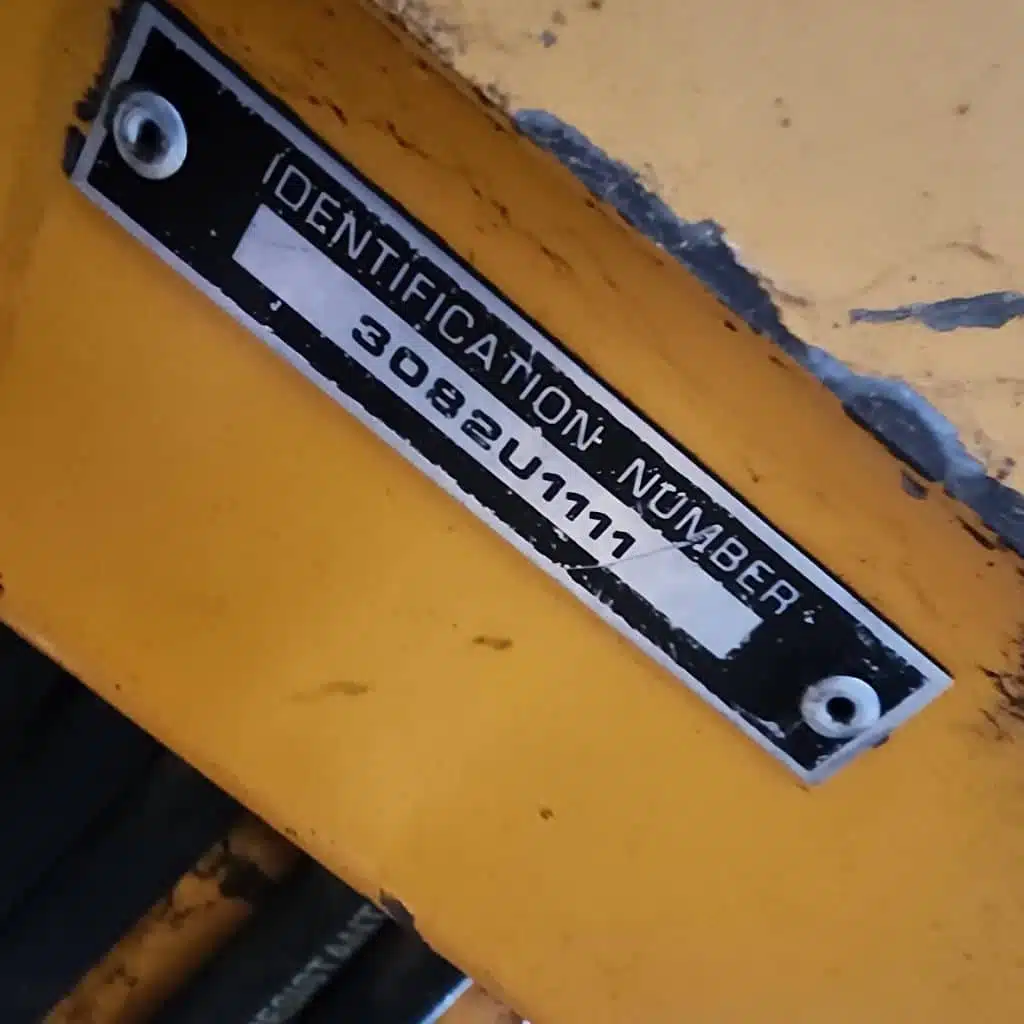 IDENTIFICATION NUMBER
3082U1111